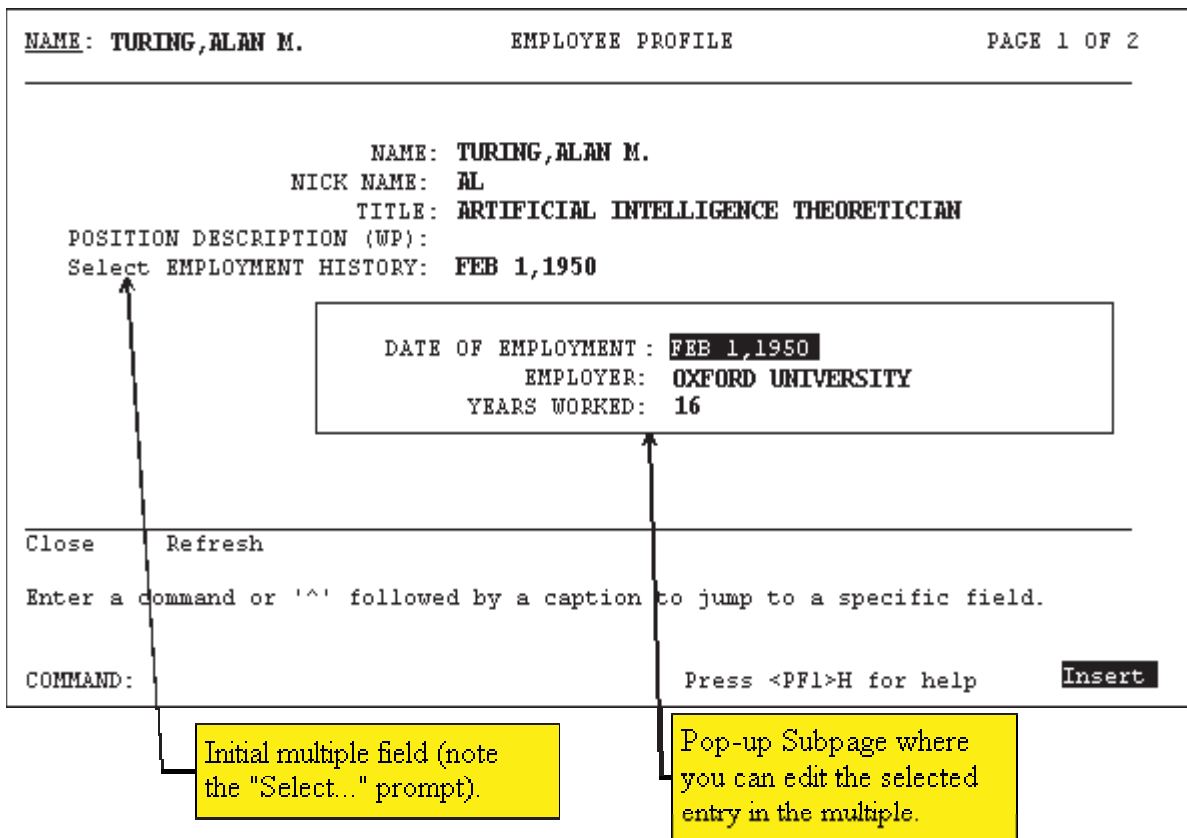 NAME: TURING,ALAN M. EMPLOYEE PROFILE PAGE 1 OF 2
NAME: TURING,ALAN M.
NICK NAME: AL
TITLE: ARTIFICIAL INTELLIGENCE THEORETICIAN
POSITION DESCRIPTION (WP):
Select EMPLOYMENT HISTORY: FEB 1,1950
DATE OF EMPLOYMENT: FEB 1,1950
EMPLOYER: OXFORD UNIVERSITY
YEARS WORKED: 16
Close Refresh
Enter a command or '^' followed by a caption to jump to a specific field.
COMMAND: Press <PF1>H for help Insert
Initial multiple field (note
the "Select..." prompt).
Pop-up Subpage where
you can edit the selected
entry in the multiple.